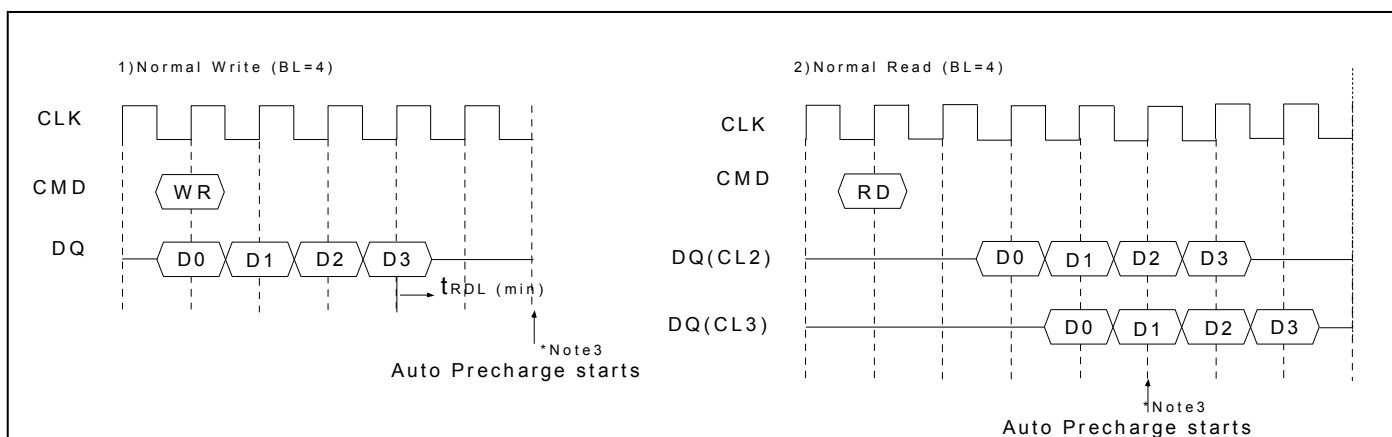 1)Normal Write (BL=4)
CLK
CMD
WR
DQ
D0 D1 D2 D3
tRDL (min)
*Note3
Auto Precharge starts
2)Normal Read (BL=4)
CLK
CMD
RD
DQ(CL2)
D0 D1 D2 D3
DQ(CL3)
D0 D1 D2 D3
*Note3
Auto Precharge starts